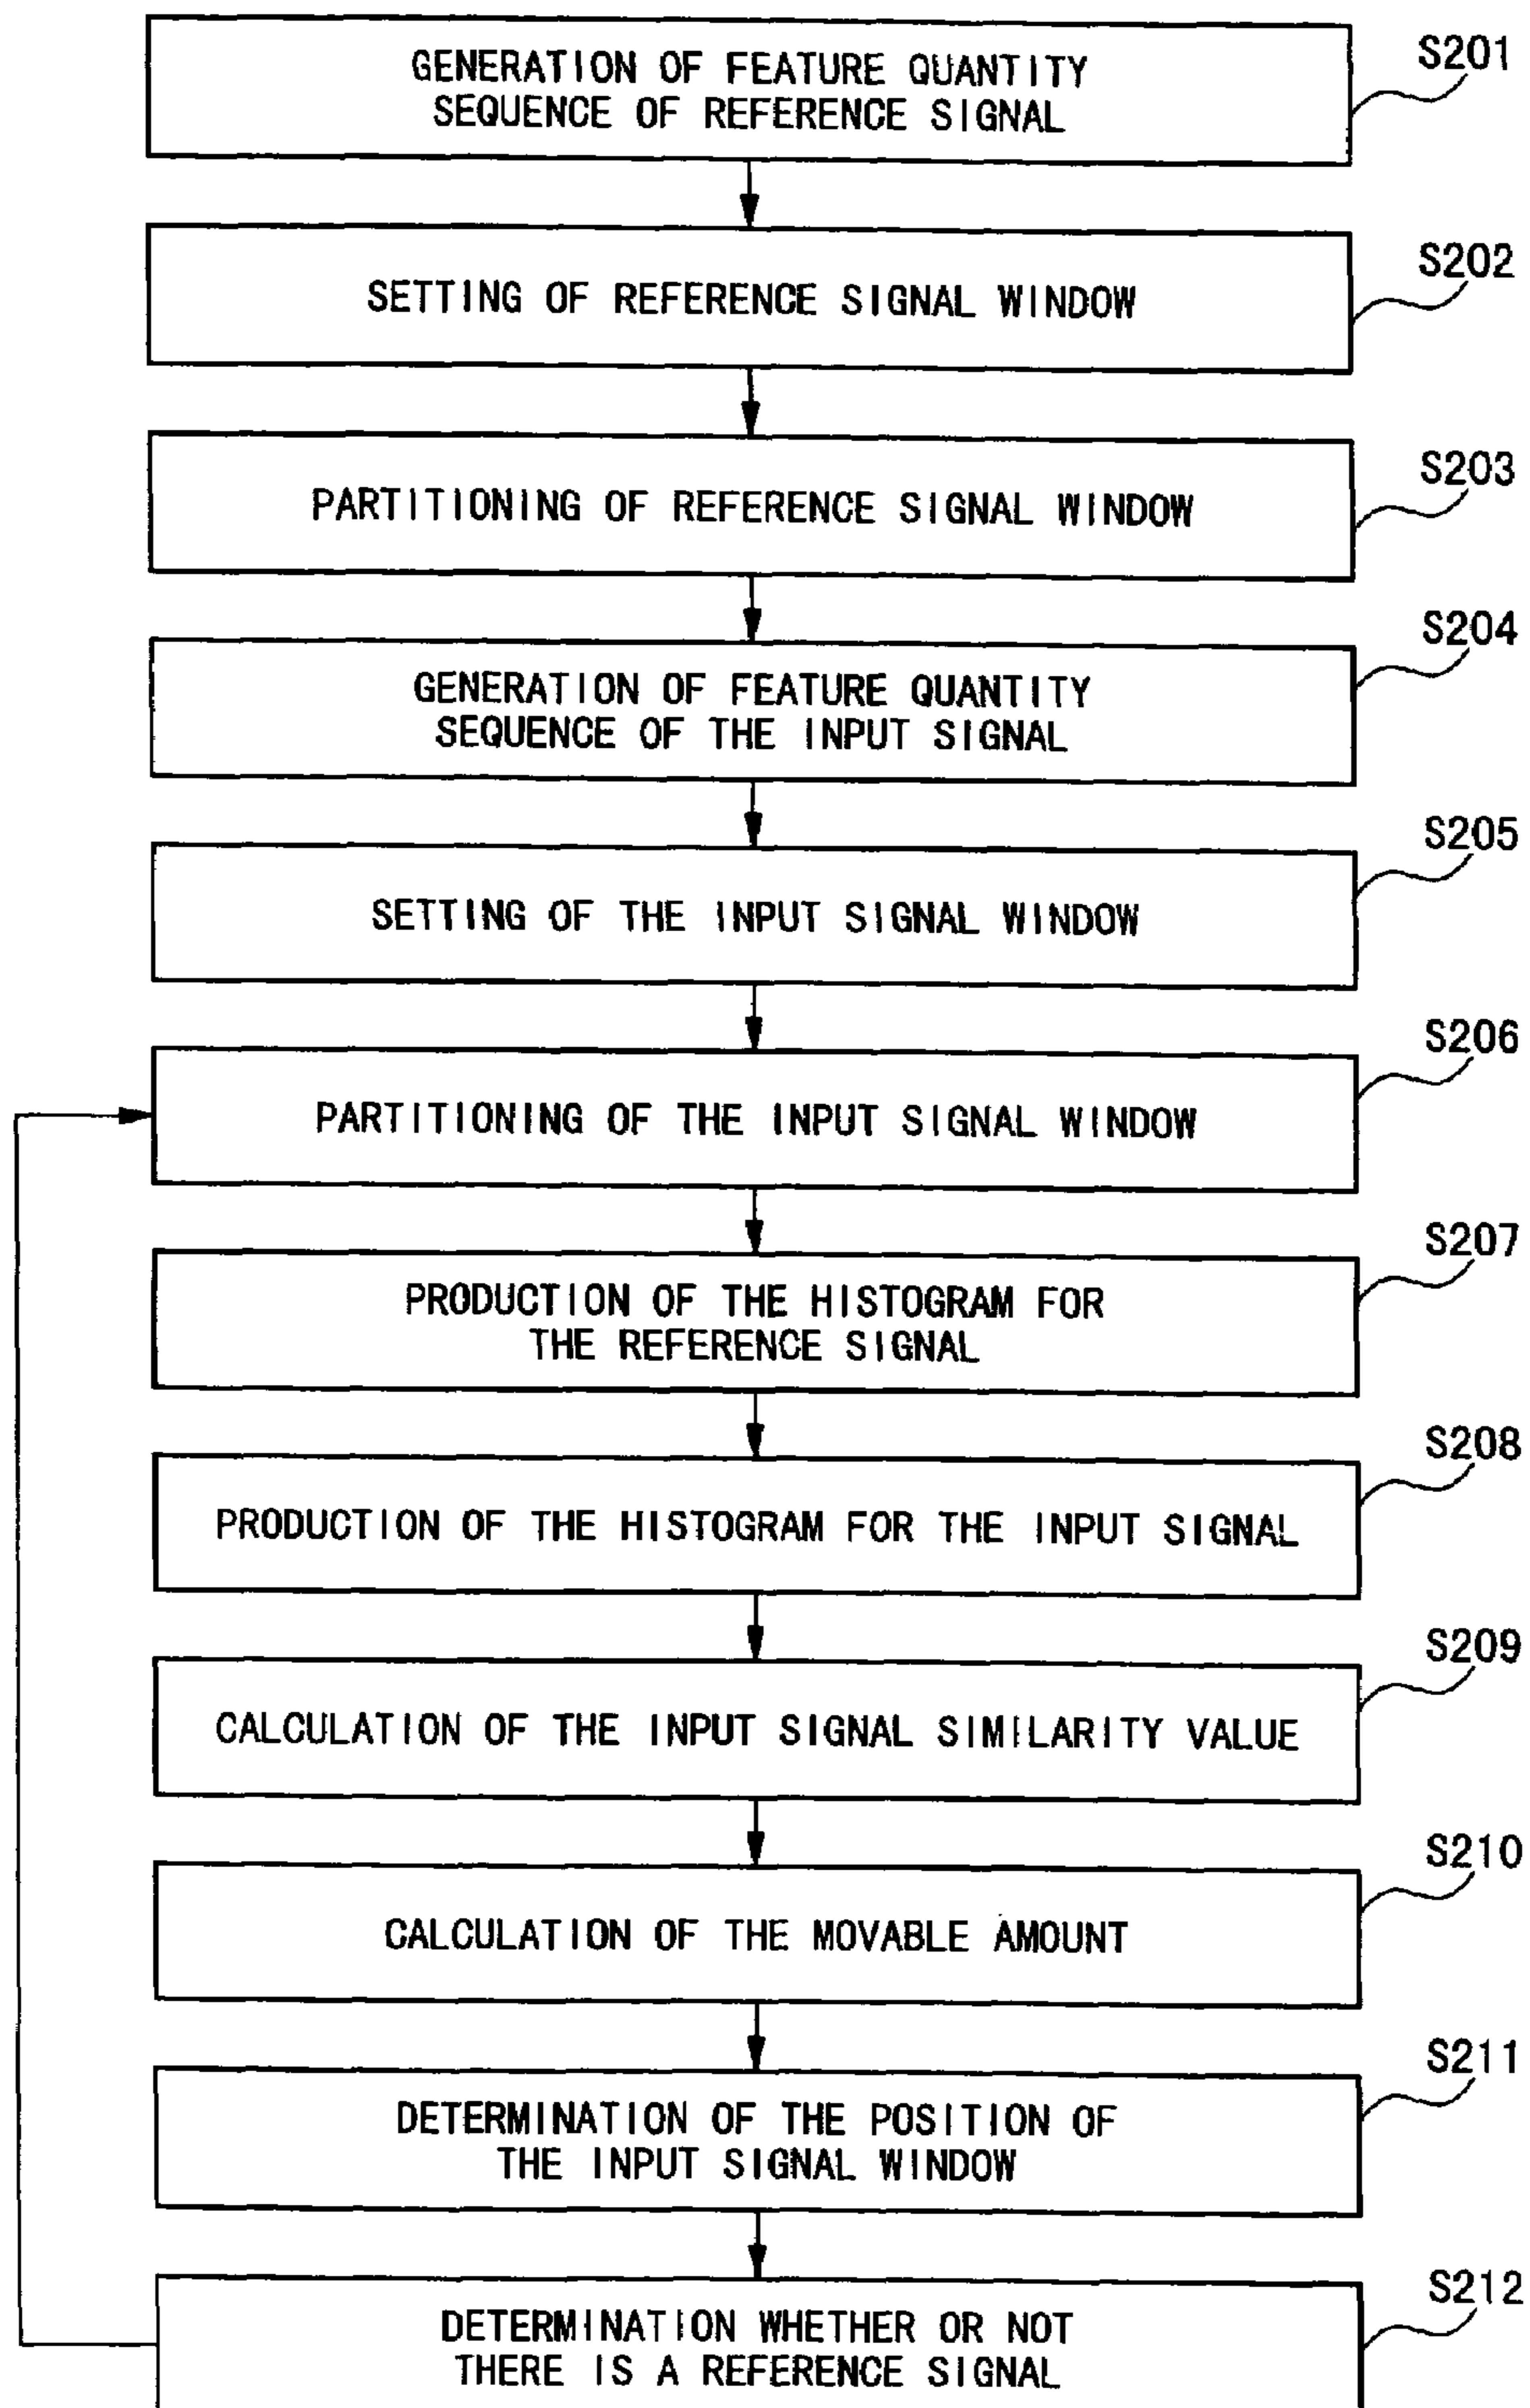 GENERATION OF FEATURE QUANTITY
SEQUENCE OF REFERENCE SIGNAL
S201
SETTING OF REFERENCE SIGNAL WINDOW
S202
PARTITIONING OF REFERENCE SIGNAL WINDOW
S203
GENERATION OF FEATURE QUANTITY
SEQUENCE OF THE INPUT SIGNAL
S204
SETTING OF THE INPUT SIGNAL WINDOW
S205
PARTITIONING OF THE INPUT SIGNAL WINDOW
S206
PRODUCTION OF THE HISTOGRAM FOR
THE REFERENCE SIGNAL
S207
PRODUCTION OF THE HISTOGRAM FOR THE INPUT SIGNAL
S208
CALCULATION OF THE INPUT SIGNAL SIMILARITY VALUE
S209
CALCULATION OF THE MOVABLE AMOUNT
S210
DETERMINATION OF THE POSITION OF
THE INPUT SIGNAL WINDOW
S211
DETERMINATION WHETHER OR NOT
THERE IS A REFERENCE SIGNAL
S212